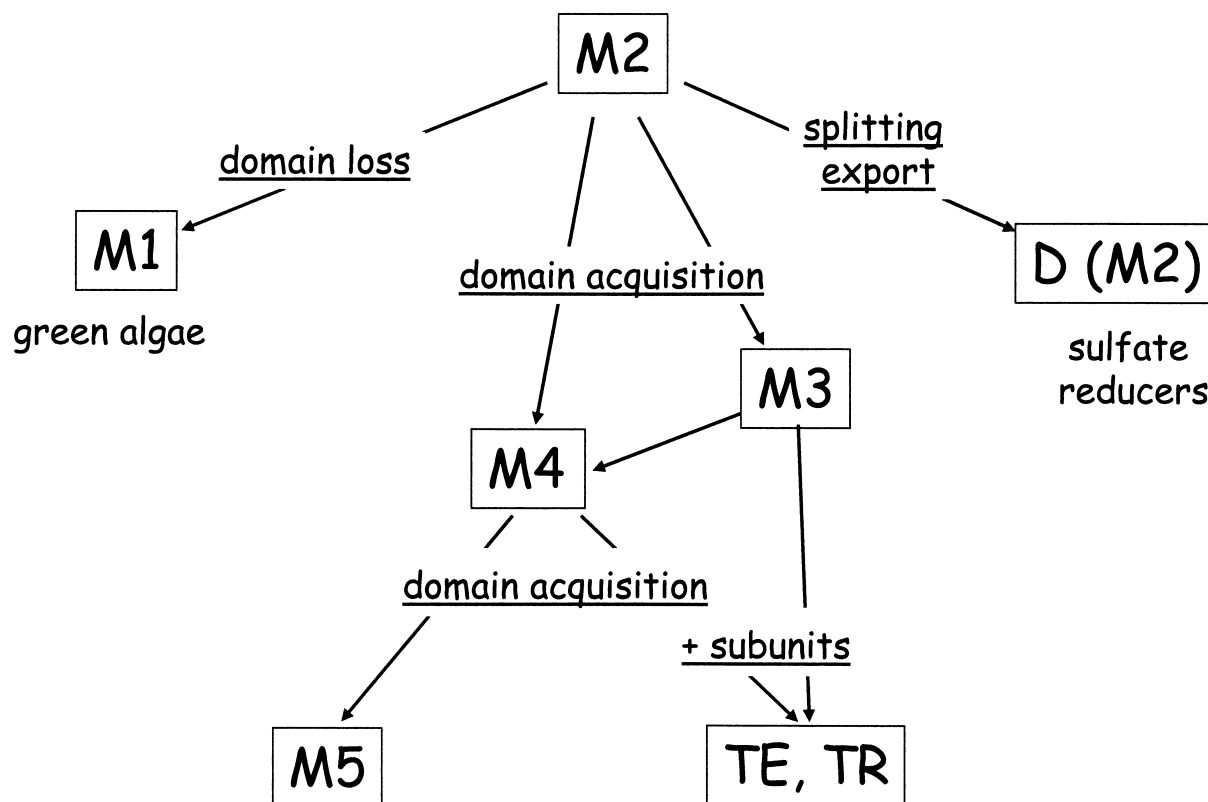 M2
splitting
export
domain loss
M1
D (M2)
domain acquisition
green algae
sulfate
reducers
M3
M4
domain acquisition
+ subunits
M5
TE, TR